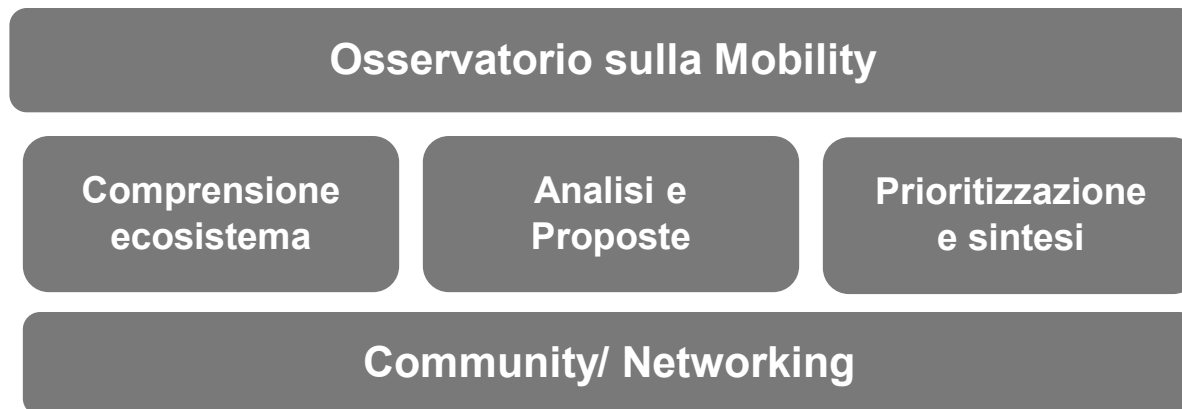 Osservatorio sulla Mobility
Comprensione
ecosistema
Analisi e
Proposte
Prioritizzazione
e sintesi
Community/ Networking